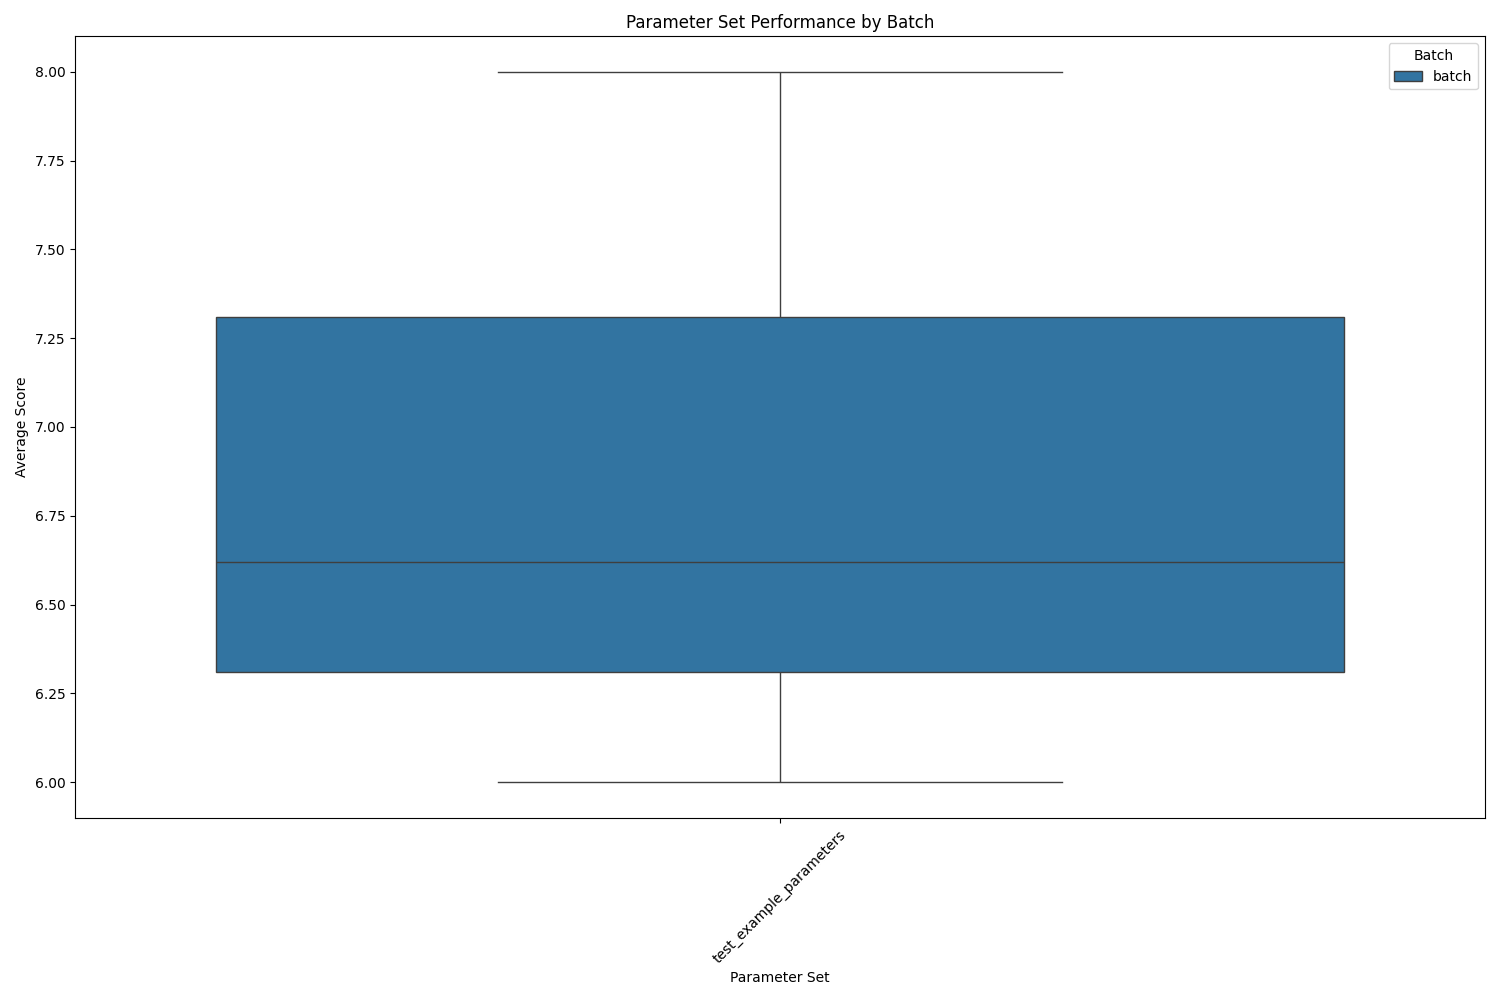 Parameter Set Performance by Batch
Batch
batch
8.00
7.75
7.50
7.25
7.00
6.75
6.50
6.25
6.00
Average Score
test_example_parameters
Parameter Set